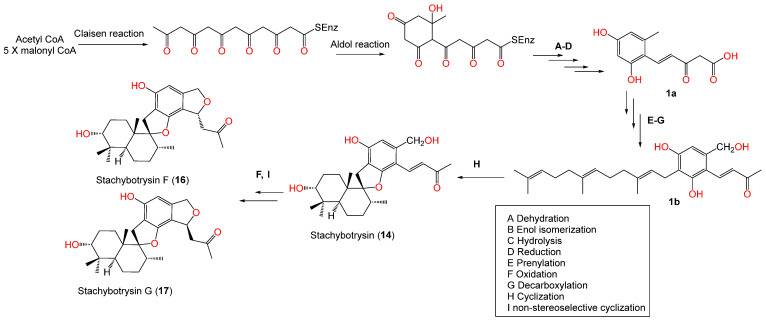 Acetyl CoA
5 X malonyl CoA
Claisen reaction
SEnz
O O O O O O
Aldol reaction
OH
O
SEnz
O O O O
A-D
HO
OH
O
O
OH
1a
E-G
HO
CH2OH
OH
O
1b
H
HO
CH2OH
O
O
HO
H
Stachybotrysin (14)
F, I
HO
O
O
O
HO
H
Stachybotrysin F (16)
HO
O
O
O
HO
H
Stachybotrysin G (17)
A Dehydration
B Enol isomerization
C Hydrolysis
D Reduction
E Prenylation
F Oxidation
G Decarboxylation
H Cyclization
I non-stereoselective cyclization